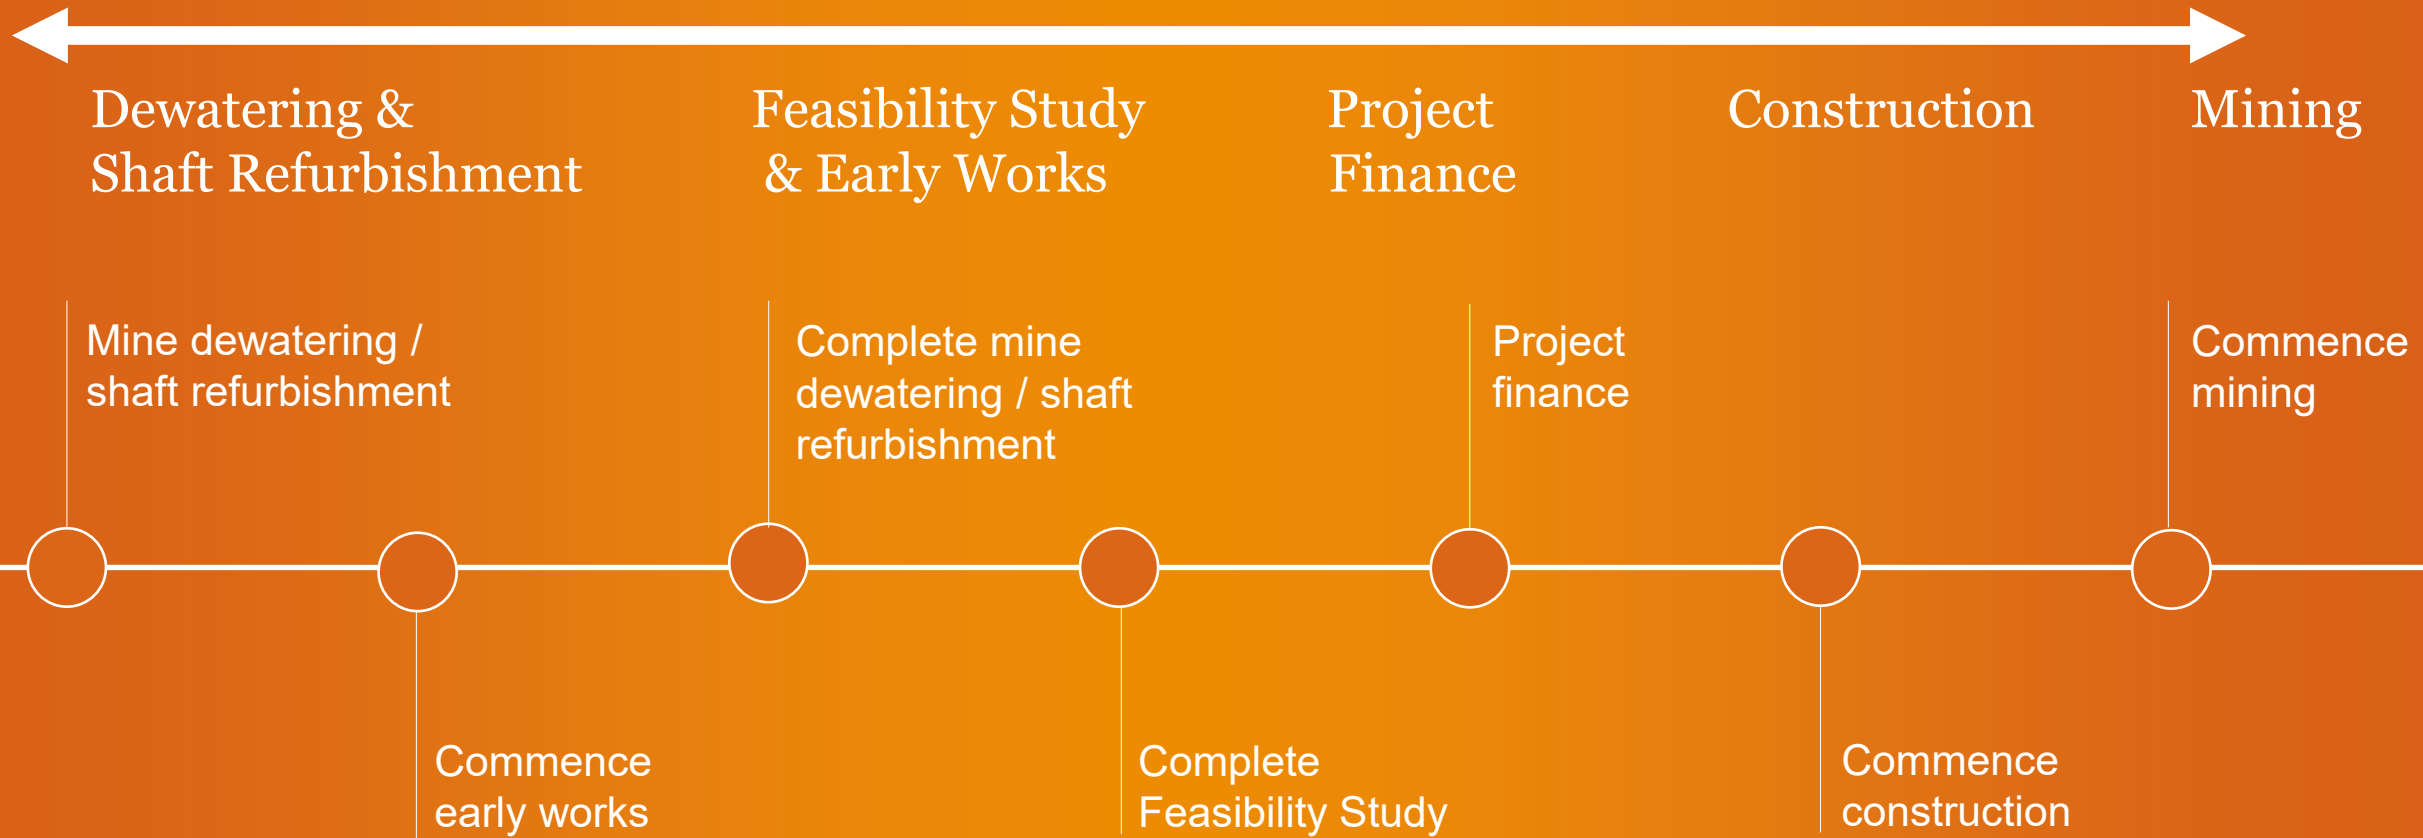 Dewatering &
Shaft Refurbishment
Feasibility Study
& Early Works
Project
Finance
Construction
Mining
Mine dewatering /
shaft refurbishment
Complete mine
dewatering / shaft
refurbishment
Project
finance
Commence
mining
Commence
early works
Complete
Feasibility Study
Commence
construction